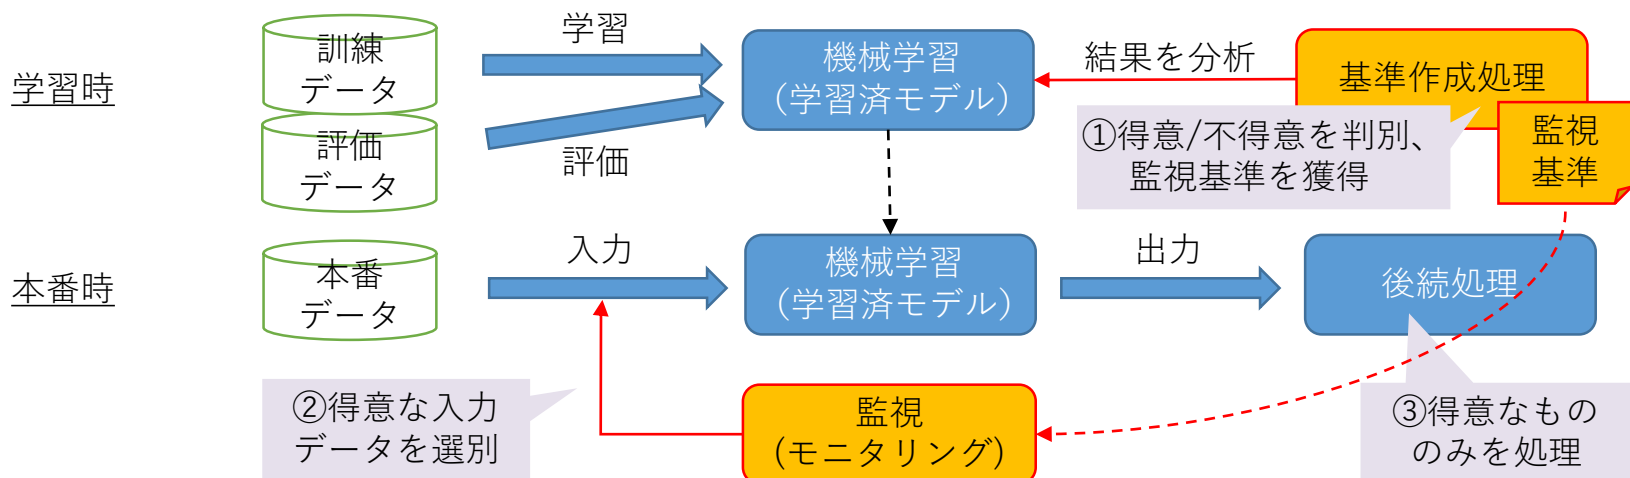 学習時
訓練
データ
評価
データ
学習
評価
機械学習
(学習済モデル)
結果を分析
基準作成処理
①得意/不得意を判別、
監視基準を獲得
監視
基準
本番時
本番
データ
入力
機械学習
(学習済モデル)
出力
後続処理
②得意な入力
データを選別
監視
(モニタリング)
③得意なもの
のみを処理